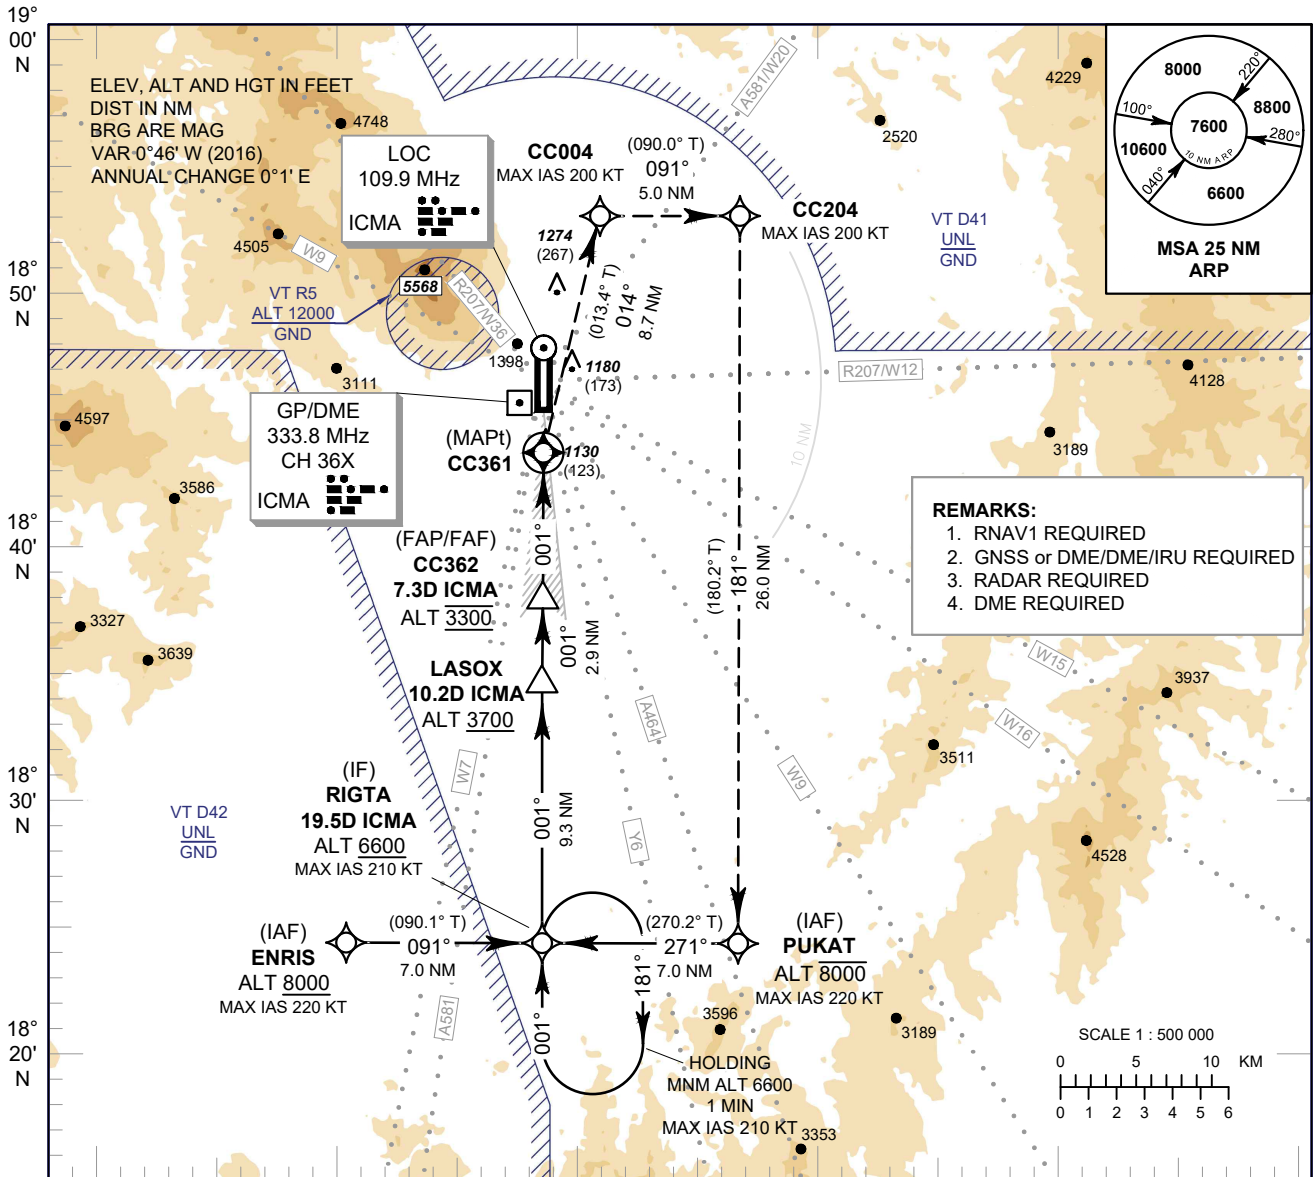 19°
00'
N
ELEV, ALT AND HGT IN FEET
DIST IN NM
BRG ARE MAG
VAR 0°46' W (2016)
ANNUAL CHANGE 0°1' E
4748
LOC
109.9 MHz
ICMA
CC004
MAX IAS 200 KT
(090.0° T)
091°
5.0 NM
A581/W20
CC204
MAX IAS 200 KT
2520
4229
8000
220°
100°
8800
7600
10 NM ARP
280°
10600
040°
6600
MSA 25 NM
ARP
VT D41
UNL
GND
4505
W9
1274
(267)
18°
50'
N
VT R5
ALT 12000
GND
5568
R207/W36
(013.4° T)
014°
8.7 NM
1398
1180
(173)
3111
R207/W12
4128
GP/DME
333.8 MHz
CH 36X
ICMA
4597
(MAPt)
CC361
1130
(123)
10 NM
3189
3586
18°
40'
N
(FAP/FAF)
CC362
7.3D ICMA
ALT 3300
001°
(180.2° T)
181°
26.0 NM
REMARKS:
1. RNAV1 REQUIRED
2. GNSS or DME/DME/IRU REQUIRED
3. RADAR REQUIRED
4. DME REQUIRED
3327
3639
001°
2.9 NM
LASOX
10.2D ICMA
ALT 3700
W15
3937
A464
W16
W7
W9
3511
18°
30'
N
(IF)
RIGTA
19.5D ICMA
ALT 6600
MAX IAS 210 KT
VT D42
UNL
GND
001°
9.3 NM
Y6
4528
(IAF)
ENRIS
ALT 8000
MAX IAS 220 KT
(090.1° T)
091°
7.0 NM
(270.2° T)
271°
7.0 NM
(IAF)
PUKAT
ALT 8000
MAX IAS 220 KT
181°
A581
001°
3596
3189
18°
20'
N
HOLDING
MNM ALT 6600
1 MIN
MAX IAS 210 KT
3353
SCALE 1 : 500 000
0 5 10 KM
0 1 2 3 4 5 6